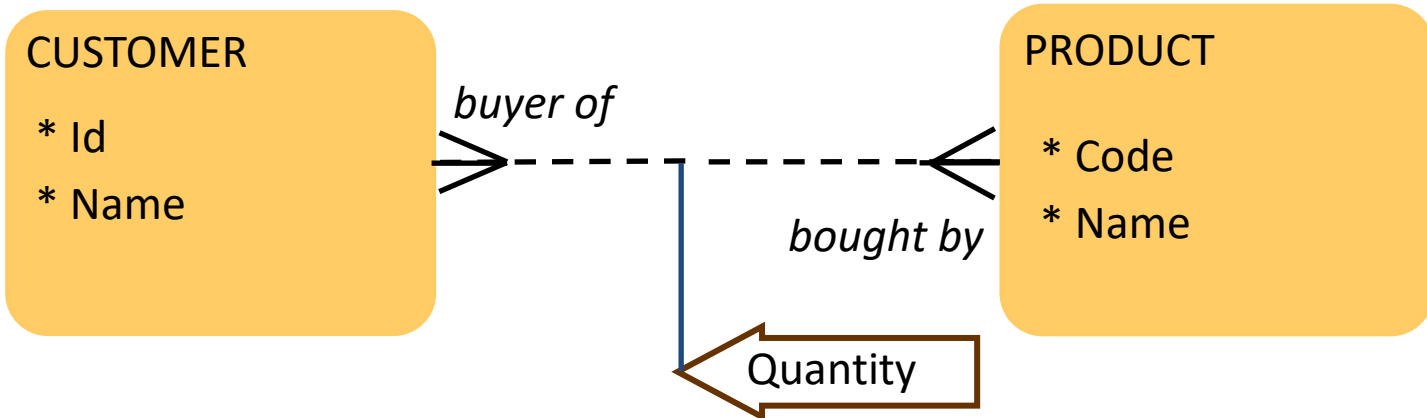 CUSTOMER
* Id
* Name
buyer of
PRODUCT
* Code
* Name
bought by
Quantity